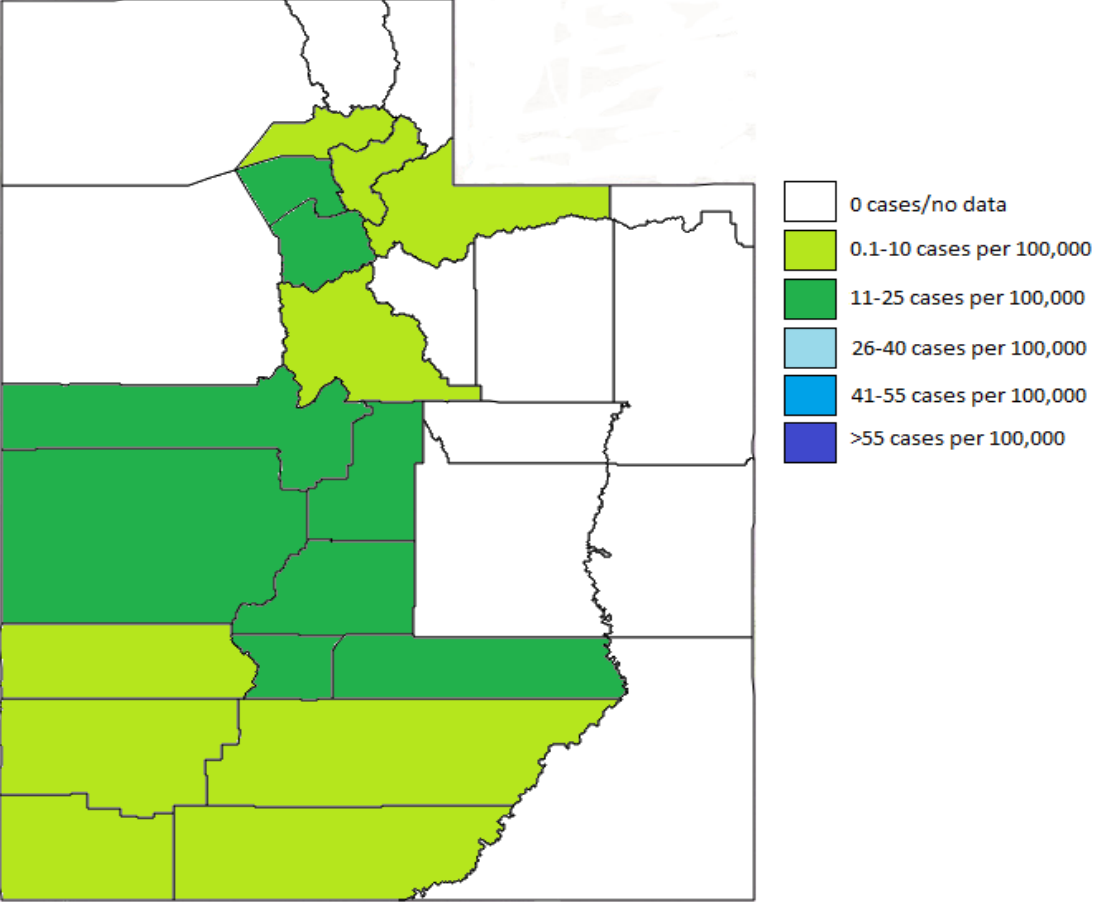 0 cases/no data
0.1-10 cases per 100,000
11-25 cases per 100,000
26-40 cases per 100,000
41-55 cases per 100,000
>55 cases per 100,000